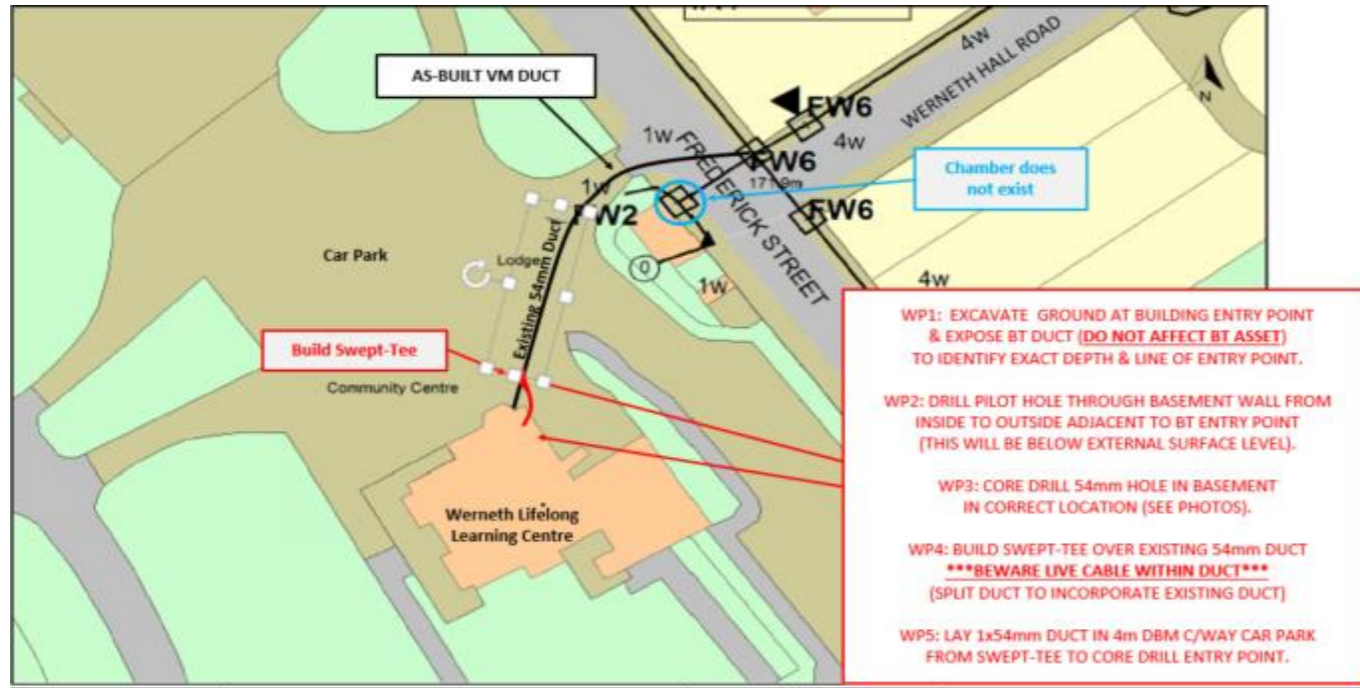 AS-BUILT VM DUCT
4w
WERNETH HALL ROAD
N
FW6
1w
4w
FREDERICK STREET
FW6
171.9m
Chamber does
not exist
1w
FW2
FW6
Car Park
Lodge
Existing 54mm Duct
0
1w
4w
Build Swept-Tee
Community Centre
Werneth Lifelong
Learning Centre
WP1: EXCAVATE GROUND AT BUILDING ENTRY POINT
& EXPOSE BT DUCT (DO NOT AFFECT BT ASSET)
TO IDENTIFY EXACT DEPTH & LINE OF ENTRY POINT.
WP2: DRILL PILOT HOLE THROUGH BASEMENT WALL FROM
INSIDE TO OUTSIDE ADJACENT TO BT ENTRY POINT
(THIS WILL BE BELOW EXTERNAL SURFACE LEVEL).
WP3: CORE DRILL 54mm HOLE IN BASEMENT
IN CORRECT LOCATION (SEE PHOTOS).
WP4: BUILD SWEPT-TEE OVER EXISTING 54mm DUCT
***BEWARE LIVE CABLE WITHIN DUCT***
(SPLIT DUCT TO INCORPORATE EXISTING DUCT)
WP5: LAY 1x54mm DUCT IN 4m DBM C/WAY CAR PARK
FROM SWEPT-TEE TO CORE DRILL ENTRY POINT.